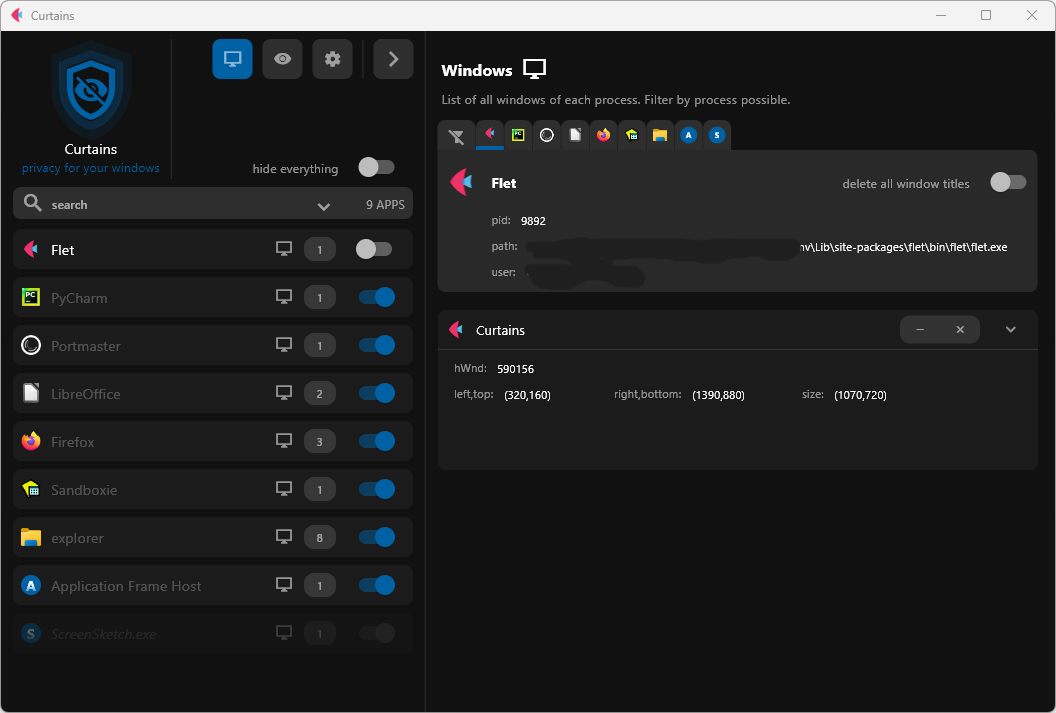 Curtains
Curtains
privacy for your windows
hide everything
search 9 APPS
Flet 1
PyCharm 1
Portmaster 1
LibreOffice 2
Firefox 3
Sandboxie 1
explorer 8
A Application Frame Host 1
S ScreenSketch.exe 1
Windows
List of all windows of each process. Filter by process possible.
PC A S
Flet delete all window titles
pid: 9892
path: nv\Lib\site-packages\flet\bin\flet\flet.exe
user:
Curtains
hWnd: 590156
left,top: (320,160) right,bottom: (1390,880) size: (1070,720)